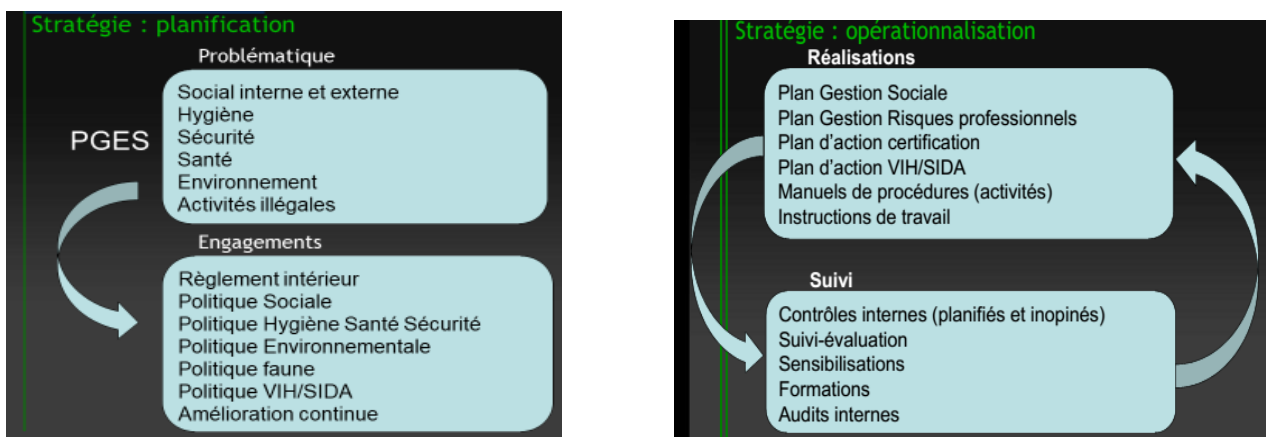 Stratégie : planification
Problématique
Social interne et externe
Hygiène
Sécurité
Santé
Environnement
Activités illégales
PGES
Engagements
Règlement intérieur
Politique Sociale
Politique Hygiène Santé Sécurité
Politique Environnementale
Politique faune
Politique VIH/SIDA
Amélioration continue
Stratégie : opérationnalisation
Réalisations
Plan Gestion Sociale
Plan Gestion Risques professionnels
Plan d'action certification
Plan d'action VIH/SIDA
Manuels de procédures (activités)
Instructions de travail
Suivi
Contrôles internes (planifiés et inopinés)
Suivi-évaluation
Sensibilisations
Formations
Audits internes